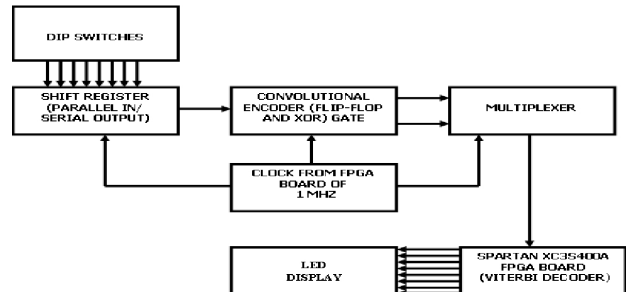 DIP SWITCHES
SHIFT REGISTER
(PARALLEL IN/
SERIAL OUTPUT)
CONVOLUTIONAL
ENCODER (FLIP-FLOP
AND XOR) GATE
MULTIPLEXER
CLOCK FROM FPGA
BOARD OF
1 MHZ
LED
DISPLAY
SPARTAN XC3S400A
FPGA BOARD
(VITERBI DECODER)